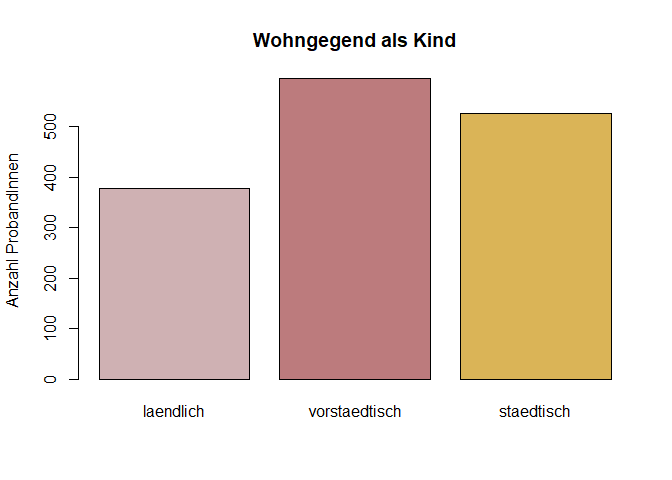 Wohngegend als Kind
Anzahl ProbandInnen
500
400
300
200
100
0
laendlich vorstaedtisch staedtisch